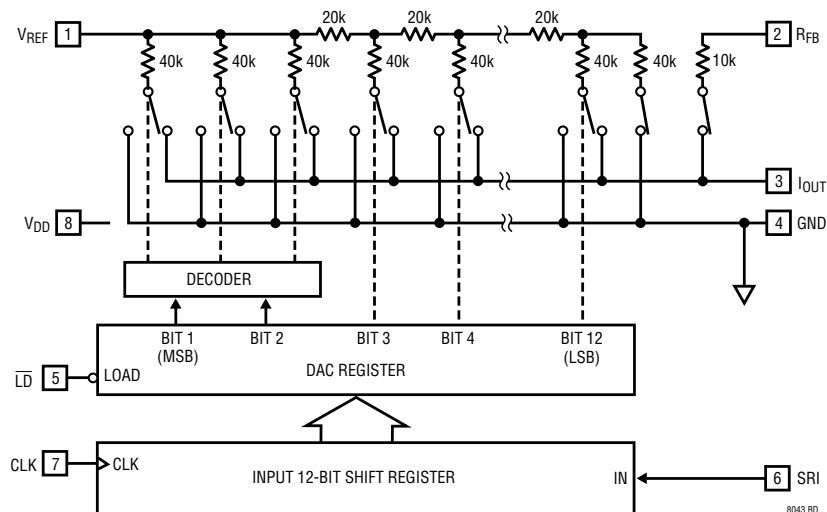 20k 20k 20k
VREF 1 2 RFB
40k 40k 40k 40k 40k 40k 40k 10k
3 IOUT
VDD 8 4 GND
DECODER
BIT 1 (MSB) BIT 2 BIT 3 BIT 4 BIT 12 (LSB)
LD 5 LOAD DAC REGISTER
CLK 7 CLK INPUT 12-BIT SHIFT REGISTER IN 6 SRI
8043 BD